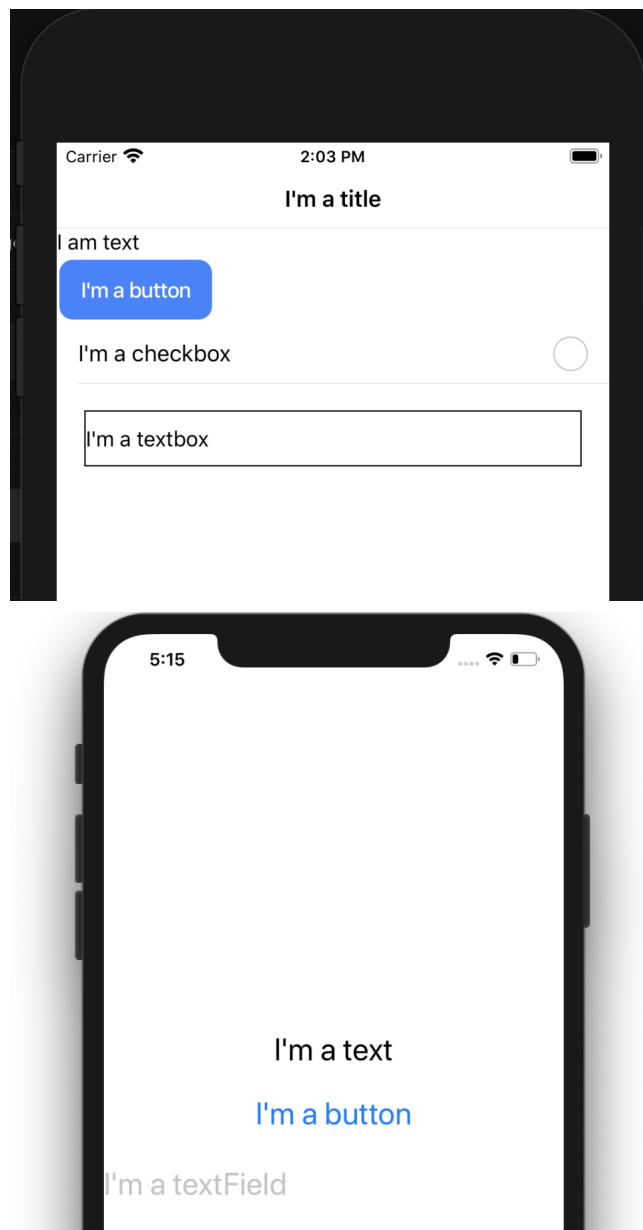 Carrier
2:03 PM
I'm a title
I am text
I'm a button
I'm a checkbox
I'm a textbox
5:15
I'm a text
I'm a button
I'm a textField